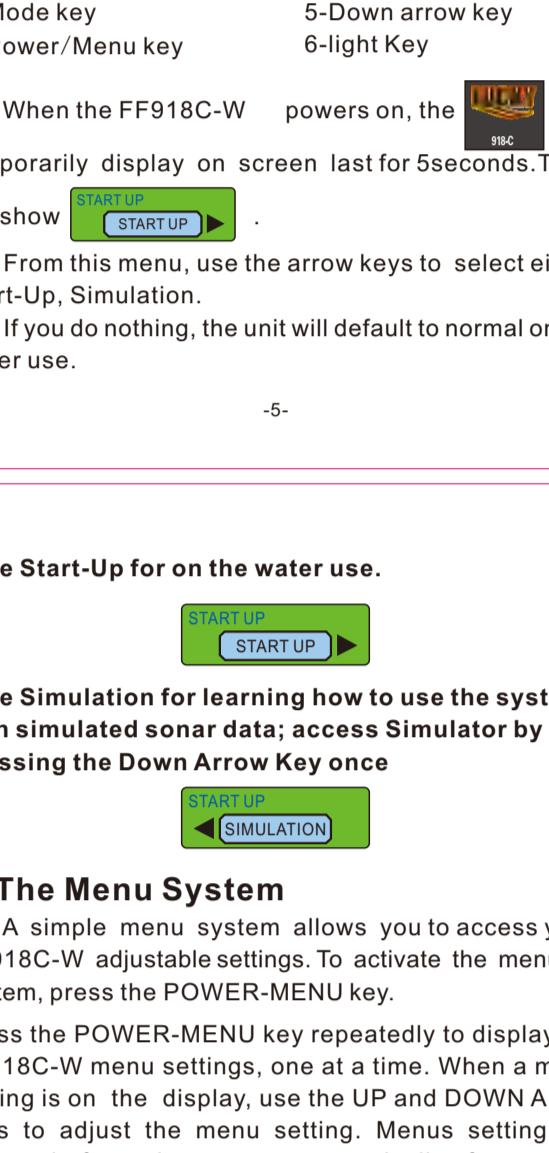 ode key 5-Down arrow key
ower/Menu key 6-light Key
When the FF918C-W powers on, the LUCKY
918-C
porarily display on screen last for 5seconds.T
show START UP
START UP .
From this menu, use the arrow keys to select ei
rt-Up, Simulation.
If you do nothing, the unit will default to normal or
er use.
-5-
e Start-Up for on the water use.
START UP
START UP
e Simulation for learning how to use the syst
h simulated sonar data; access Simulator by
ssing the Down Arrow Key once
START UP
SIMULATION
The Menu System
A simple menu system allows you to access y
918C-W adjustable settings. To activate the menu
tem, press the POWER-MENU key.
ss the POWER-MENU key repeatedly to display
18C-W menu settings, one at a time. When a m
ing is on the display, use the UP and DOWN A
s to adjust the menu setting. Menus setting